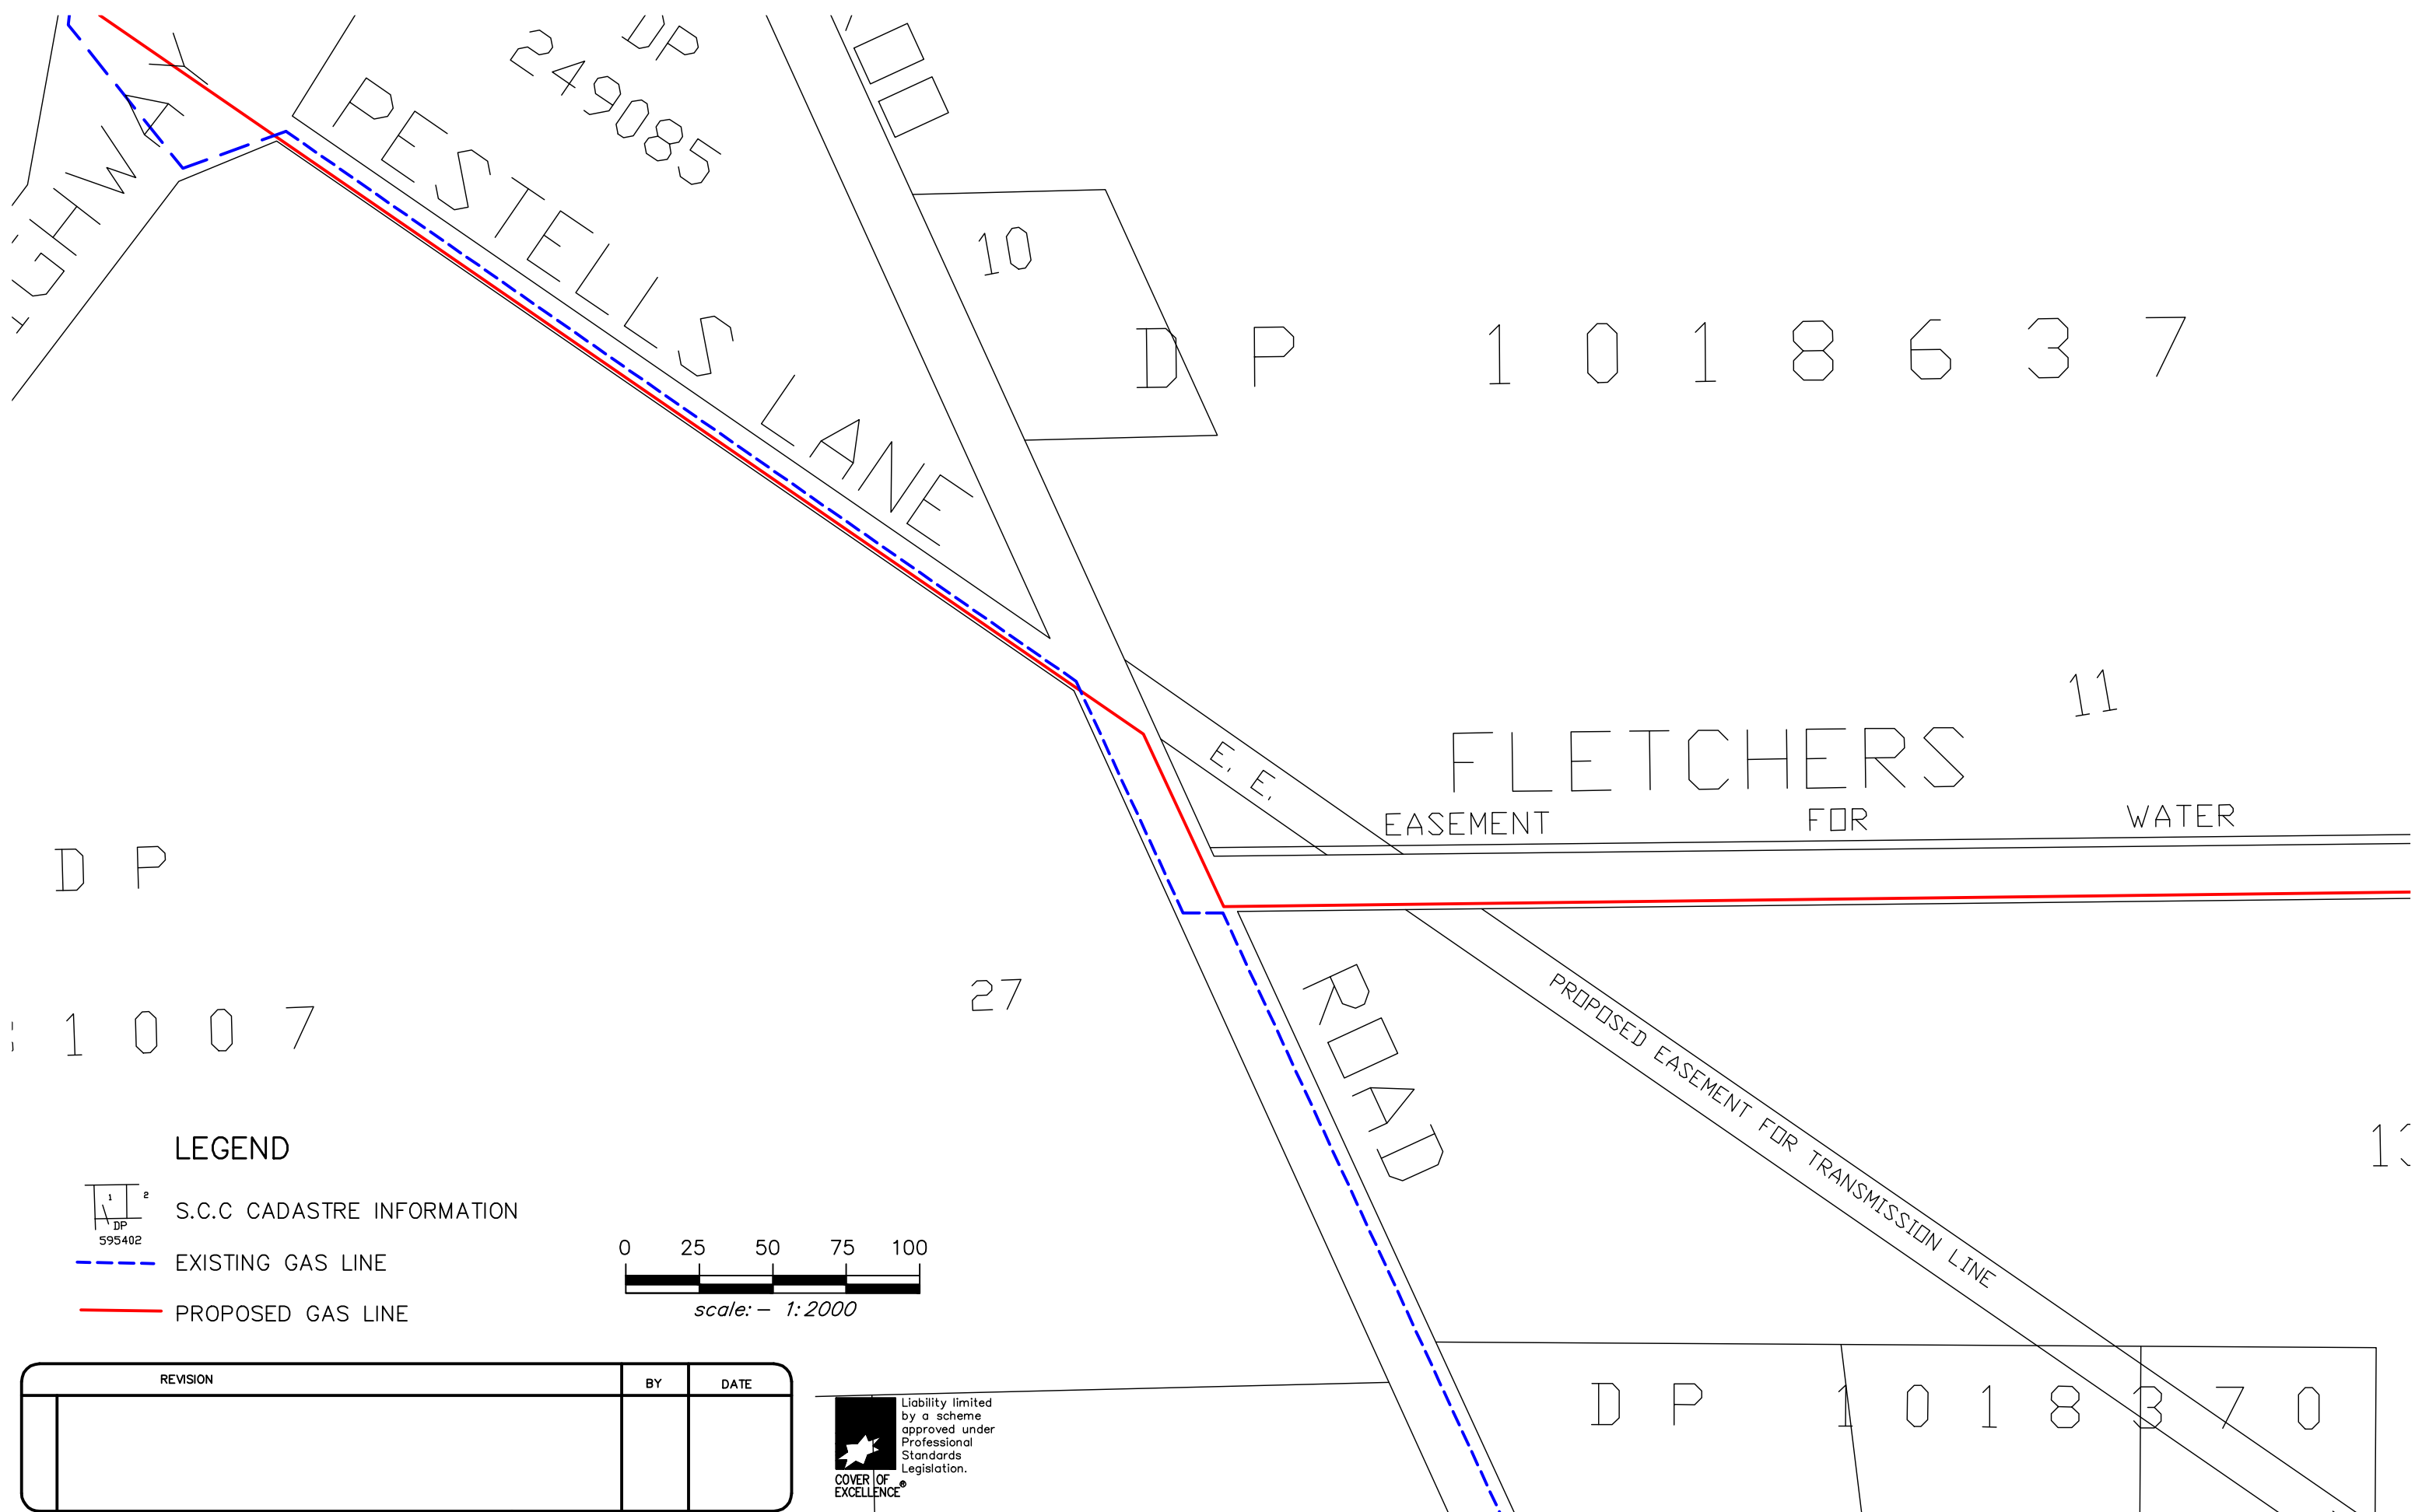 DP
249085
PESTELLS LANE
10
DP 1018637
11
FLETCHERS
E. E.
EASEMENT FOR WATER
DP
1007
27
ROAD
PROPOSED EASEMENT FOR TRANSMISSION LINE
LEGEND
1 2
DP
595402
S.C.C CADASTRE INFORMATION
EXISTING GAS LINE
PROPOSED GAS LINE
0 25 50 75 100
scale:- 1:2000
REVISION BY DATE
Liability limited
by a scheme
approved under
Professional
Standards
Legislation.
COVER OF
EXCELLENCE®
DP 1018370